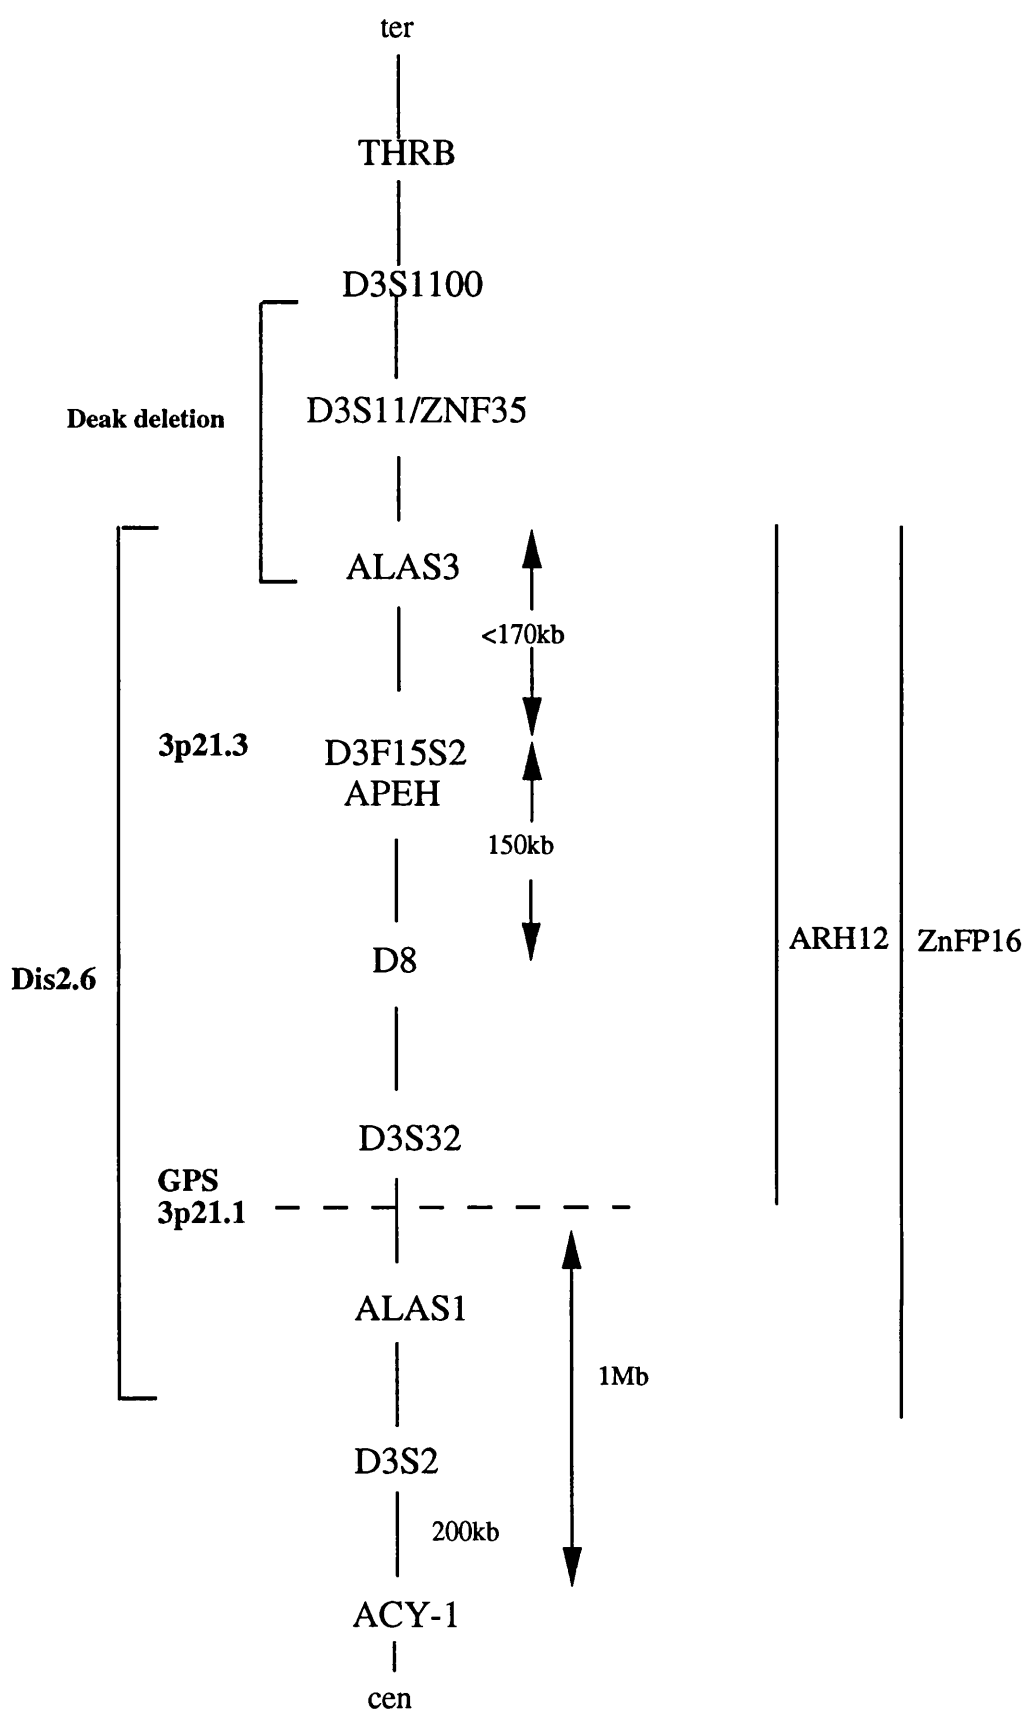 ter
THRB
D3S1100
Deak deletion
D3S11/ZNF35
ALAS3
<170kb
3p21.3
D3F15S2
APEH
150kb
ARH12
ZnFP16
D8
Dis2.6
D3S32
GPS
3p21.1
ALAS1
1Mb
D3S2
200kb
ACY-1
cen